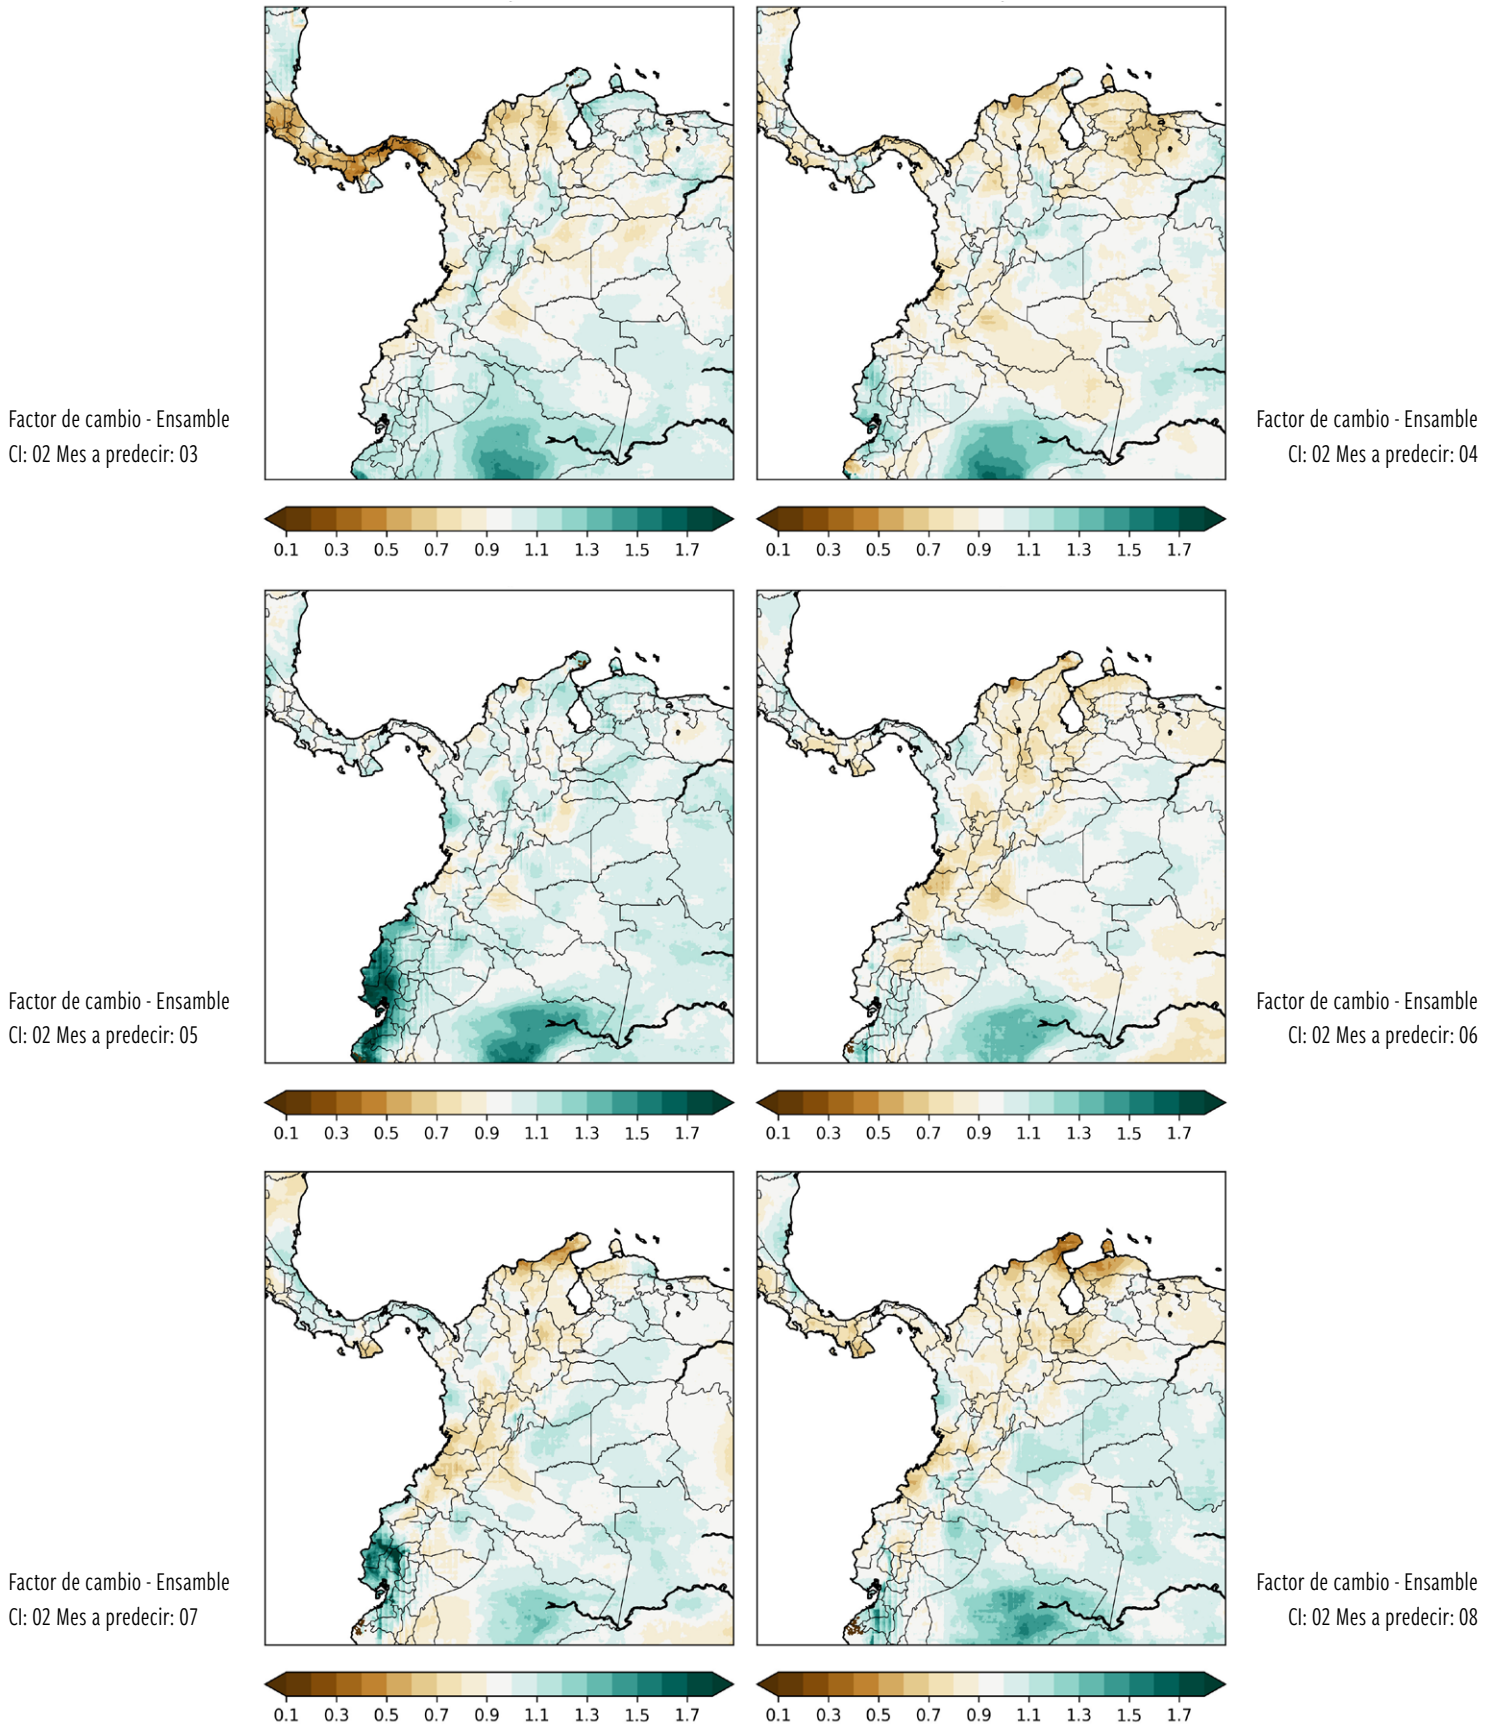 Factor de cambio - Ensamble
CI: 02 Mes a predecir: 03
Factor de cambio - Ensamble
CI: 02 Mes a predecir: 04
0.1 0.3 0.5 0.7 0.9 1.1 1.3 1.5 1.7
0.1 0.3 0.5 0.7 0.9 1.1 1.3 1.5 1.7
Factor de cambio - Ensamble
CI: 02 Mes a predecir: 05
Factor de cambio - Ensamble
CI: 02 Mes a predecir: 06
0.1 0.3 0.5 0.7 0.9 1.1 1.3 1.5 1.7
0.1 0.3 0.5 0.7 0.9 1.1 1.3 1.5 1.7
Factor de cambio - Ensamble
CI: 02 Mes a predecir: 07
Factor de cambio - Ensamble
CI: 02 Mes a predecir: 08
0.1 0.3 0.5 0.7 0.9 1.1 1.3 1.5 1.7
0.1 0.3 0.5 0.7 0.9 1.1 1.3 1.5 1.7